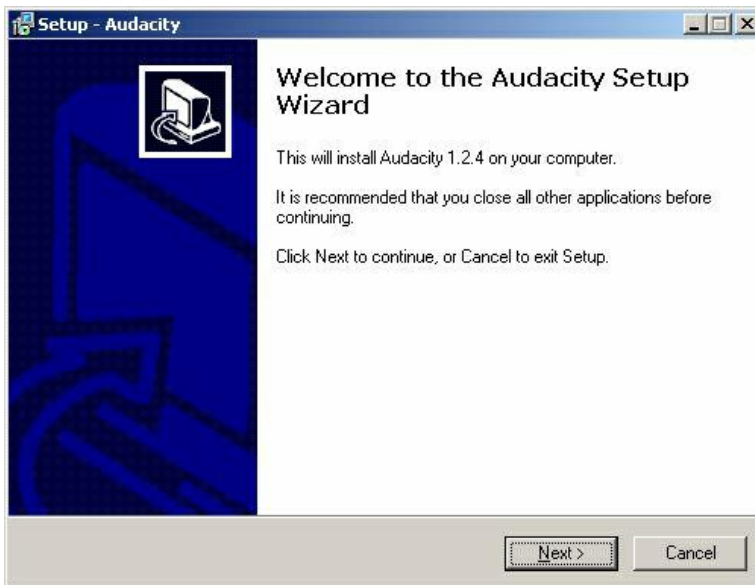 Setup - Audacity
Welcome to the Audacity Setup
Wizard
This will install Audacity 1.2.4 on your computer.
It is recommended that you close all other applications before
continuing.
Click Next to continue, or Cancel to exit Setup.
Next >
Cancel